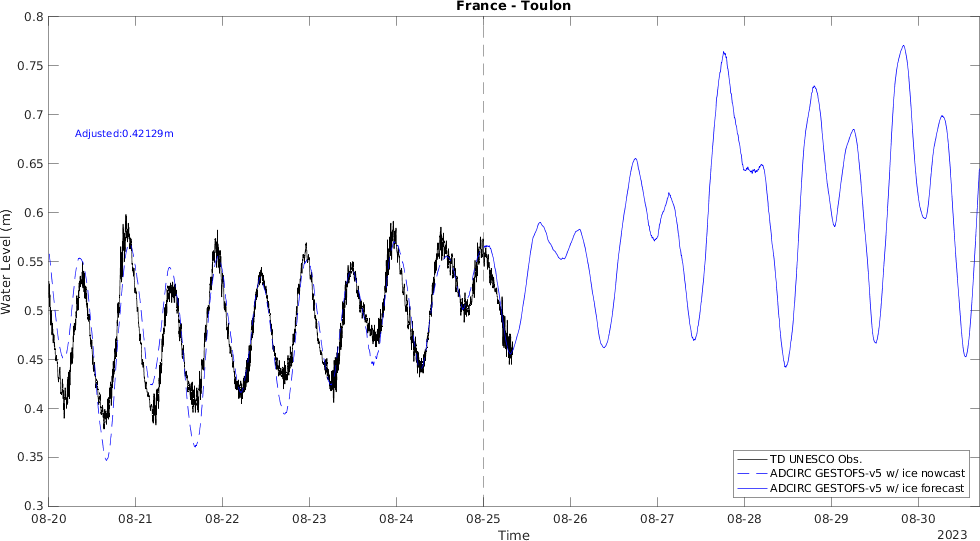 France - Toulon
0.8
0.75
0.7
0.65
0.6
0.55
0.5
0.45
0.4
0.35
0.3
Water Level (m)
Adjusted:0.42129m
TD UNESCO Obs.
ADCIRC GESTOFS-v5 w/ ice nowcast
ADCIRC GESTOFS-v5 w/ ice forecast
08-20 08-21 08-22 08-23 08-24 08-25 08-26 08-27 08-28 08-29 08-30
Time
2023